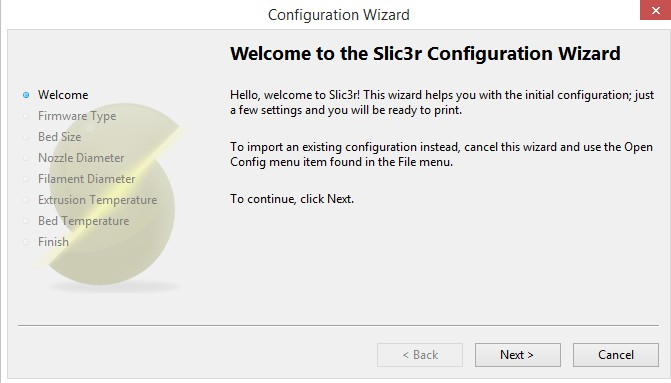 Configuration Wizard
Welcome to the Slic3r Configuration Wizard
Welcome
Firmware Type
Bed Size
Nozzle Diameter
Filament Diameter
Extrusion Temperature
Bed Temperature
Finish
Hello, welcome to Slic3r! This wizard helps you with the initial configuration; just
a few settings and you will be ready to print.
To import an existing configuration instead, cancel this wizard and use the Open
Config menu item found in the File menu.
To continue, click Next.
< Back
Next >
Cancel